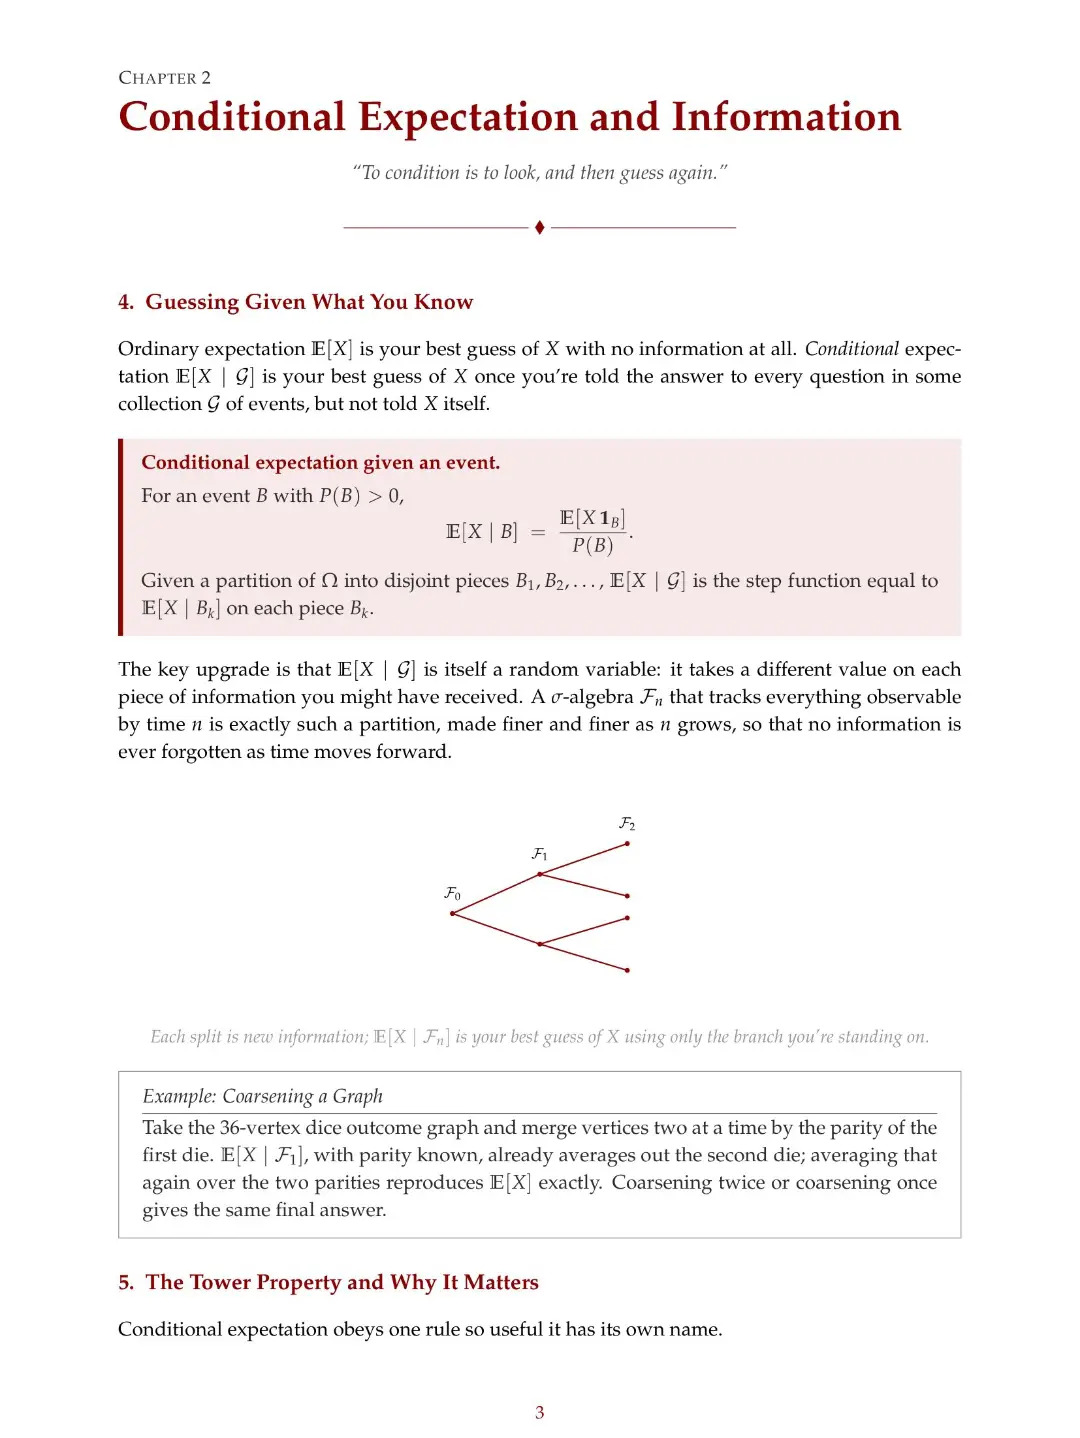 CHAPTER 2
Conditional Expectation and Information
“To condition is to look, and then guess again.”
4. Guessing Given What You Know
Ordinary expectation 𝔼[X] is your best guess of X with no information at all. Conditional expec-
tation 𝔼[X | 𝒢] is your best guess of X once you’re told the answer to every question in some
collection 𝒢 of events, but not told X itself.
Conditional expectation given an event.
For an event B with P(B) > 0,
𝔼[X | B] = 𝔼[X 𝟏_B] / P(B).
Given a partition of Ω into disjoint pieces B₁, B₂, . . . , 𝔼[X | 𝒢] is the step function equal to
𝔼[X | Bₖ] on each piece Bₖ.
The key upgrade is that 𝔼[X | 𝒢] is itself a random variable: it takes a different value on each
piece of information you might have received. A σ-algebra ℱₙ that tracks everything observable
by time n is exactly such a partition, made finer and finer as n grows, so that no information is
ever forgotten as time moves forward.
ℱ₂
ℱ₁
ℱ₀
Each split is new information; 𝔼[X | ℱₙ] is your best guess of X using only the branch you’re standing on.
Example: Coarsening a Graph
Take the 36-vertex dice outcome graph and merge vertices two at a time by the parity of the
first die. 𝔼[X | ℱ₁], with parity known, already averages out the second die; averaging that
again over the two parities reproduces 𝔼[X] exactly. Coarsening twice or coarsening once
gives the same final answer.
5. The Tower Property and Why It Matters
Conditional expectation obeys one rule so useful it has its own name.
3